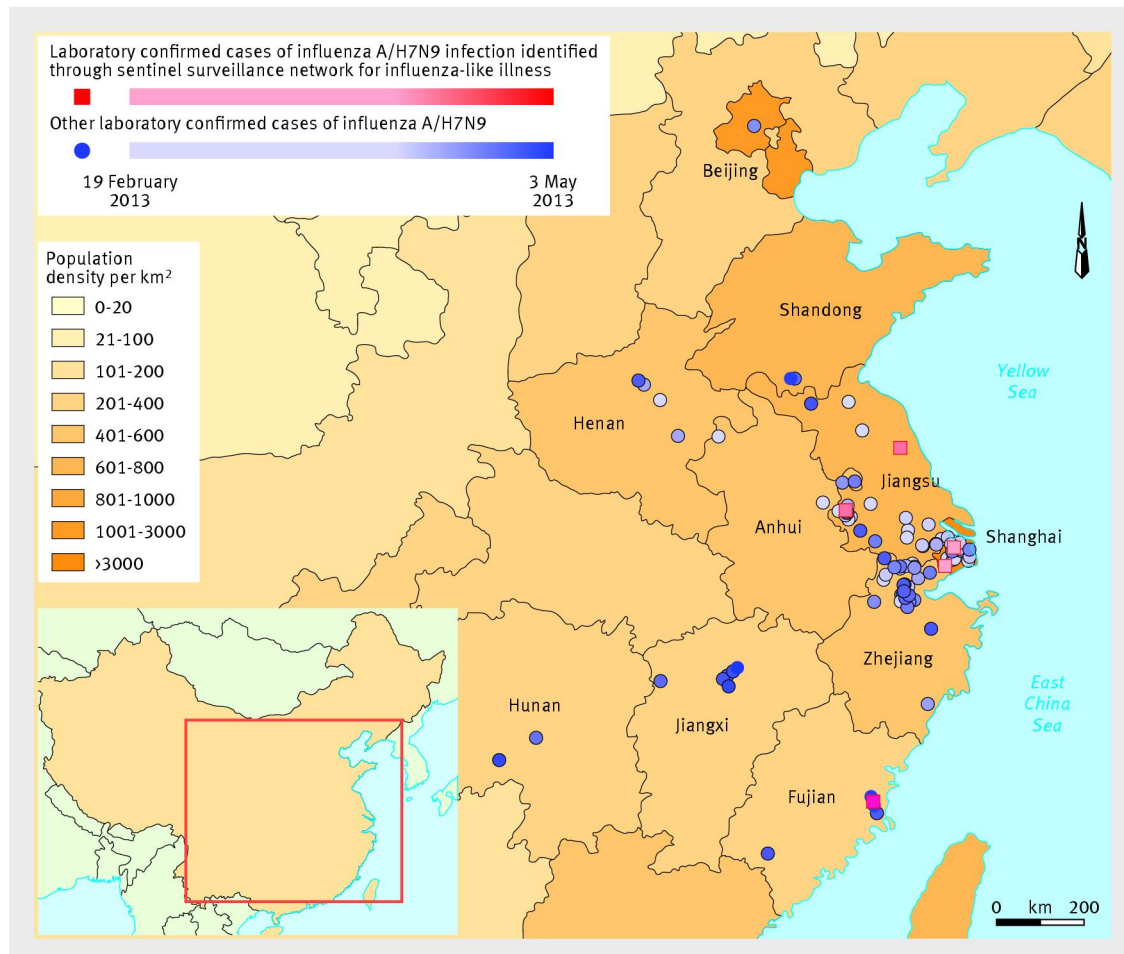 Laboratory confirmed cases of influenza A/H7N9 infection identified
through sentinel surveillance network for influenza-like illness
Other laboratory confirmed cases of influenza A/H7N9
19 February
2013
3 May
2013
Population
density per km²
0-20
21-100
101-200
201-400
401-600
601-800
801-1000
1001-3000
>3000
Beijing
N
Shandong
Yellow
Sea
Henan
Jiangsu
Anhui
Shanghai
Zhejiang
East
China
Sea
Hunan
Jiangxi
Fujian
0 km 200